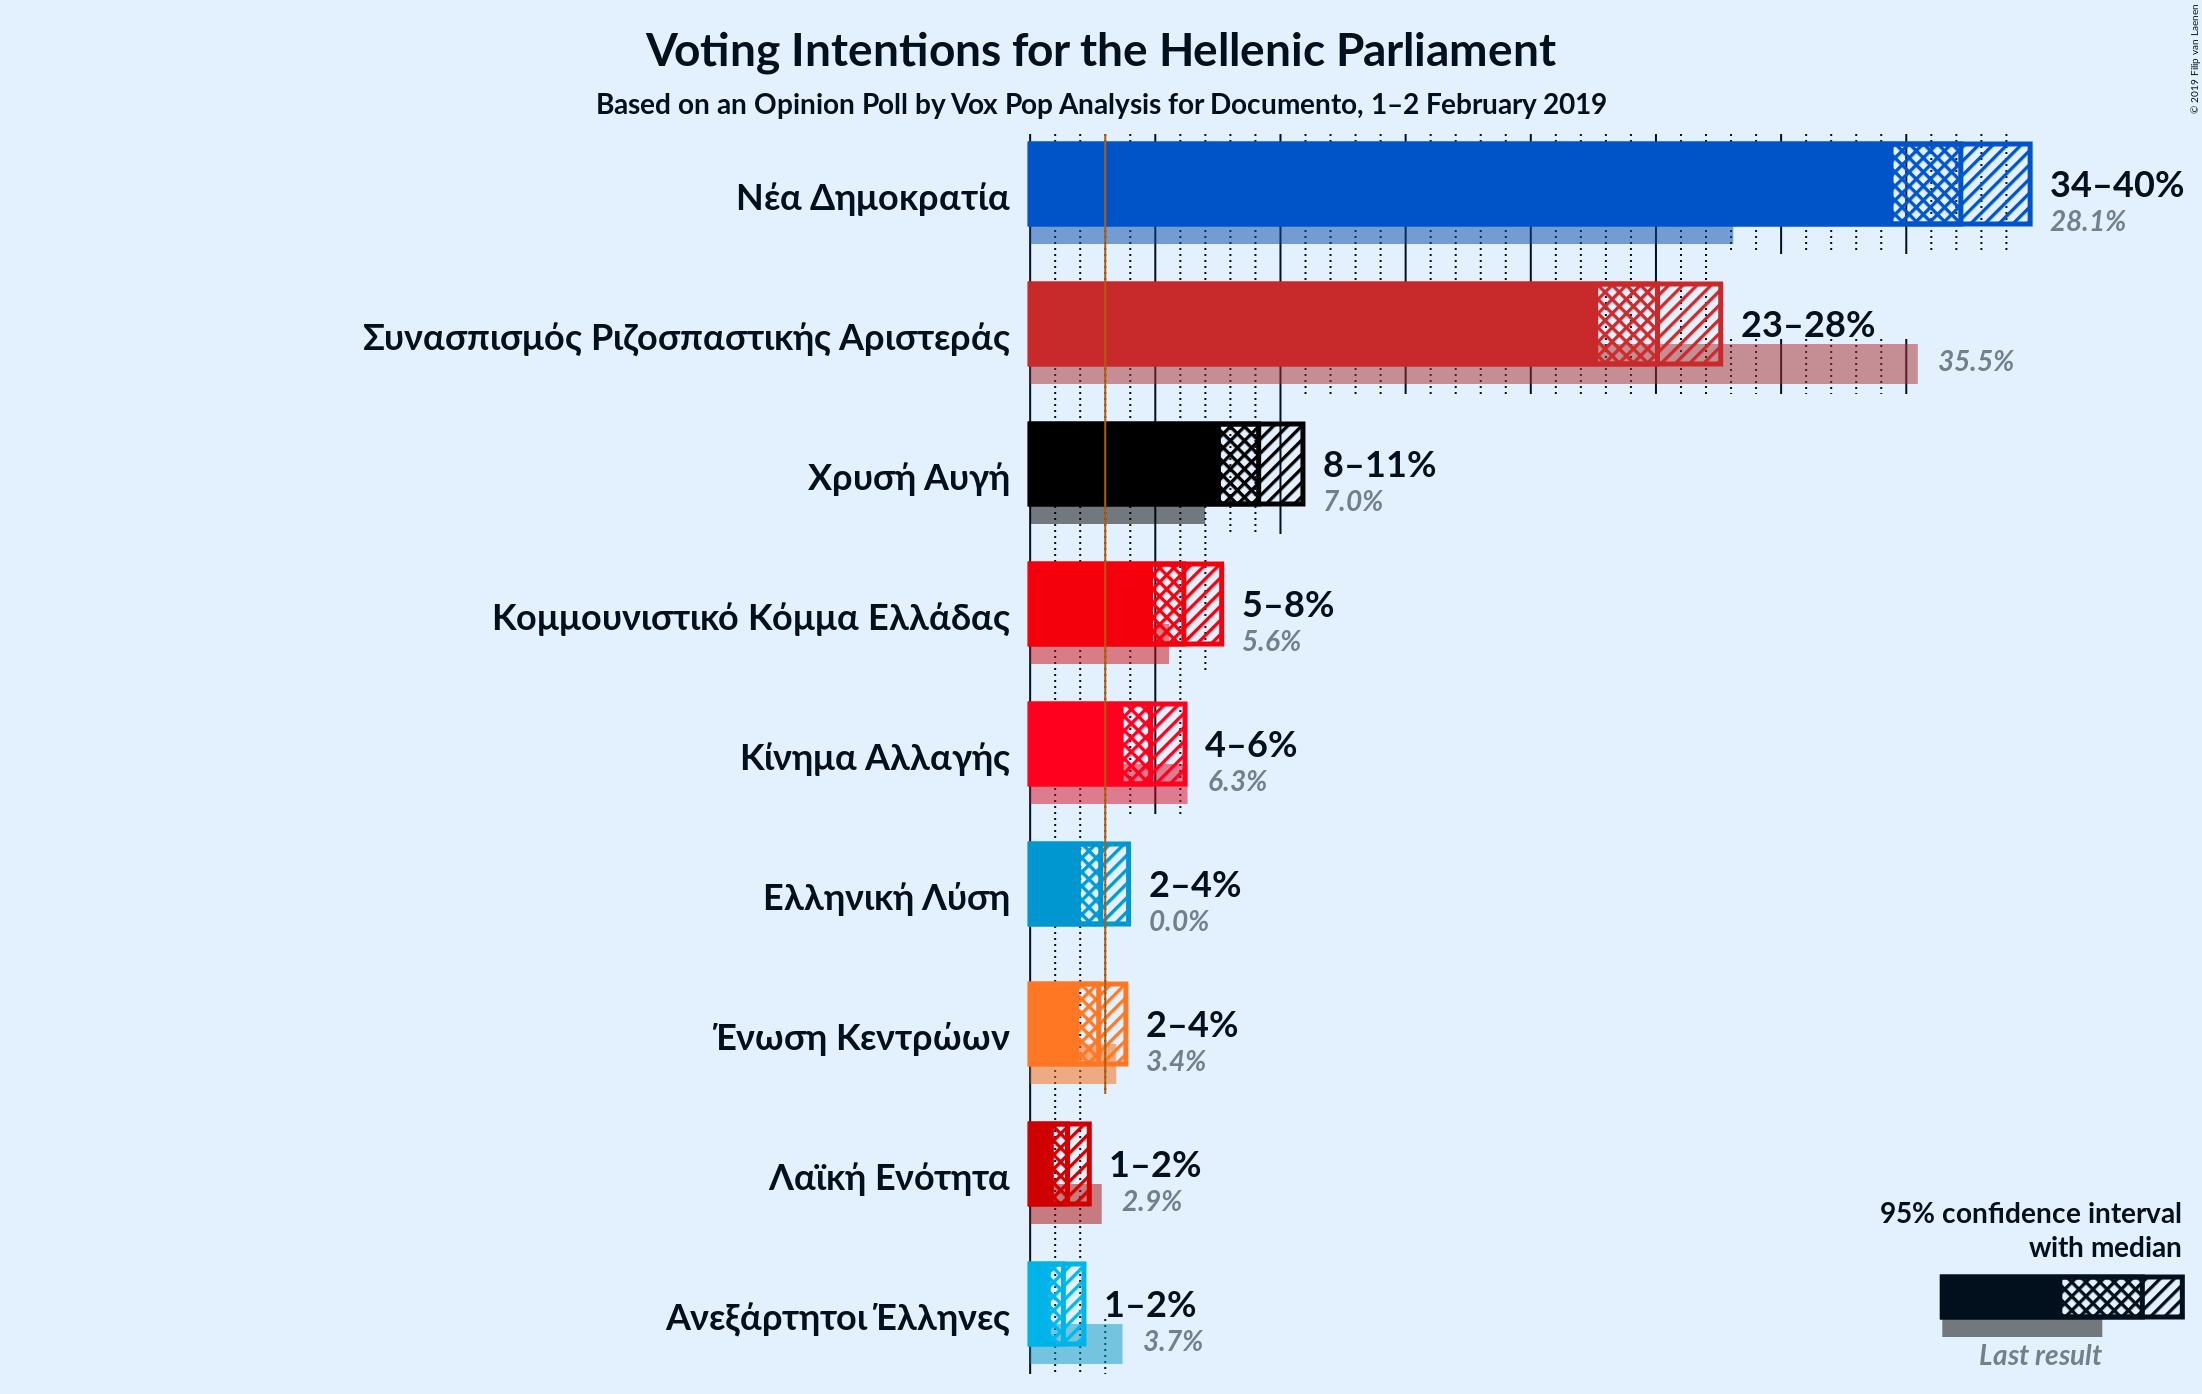 Voting Intentions for the Hellenic Parliament
Based on an Opinion Poll by Vox Pop Analysis for Documento, 1–2 February 2019
© 2019 Filip van Laenen
Νέα Δημοκρατία
34–40%
28.1%
Συνασπισμός Ριζοσπαστικής Αριστεράς
23–28%
35.5%
Χρυσή Αυγή
8–11%
7.0%
Κομμουνιστικό Κόμμα Ελλάδας
5–8%
5.6%
Κίνημα Αλλαγής
4–6%
6.3%
Ελληνική Λύση
2–4%
0.0%
Ένωση Κεντρώων
2–4%
3.4%
Λαϊκή Ενότητα
1–2%
2.9%
Ανεξάρτητοι Έλληνες
1–2%
3.7%
95% confidence interval
with median
Last result